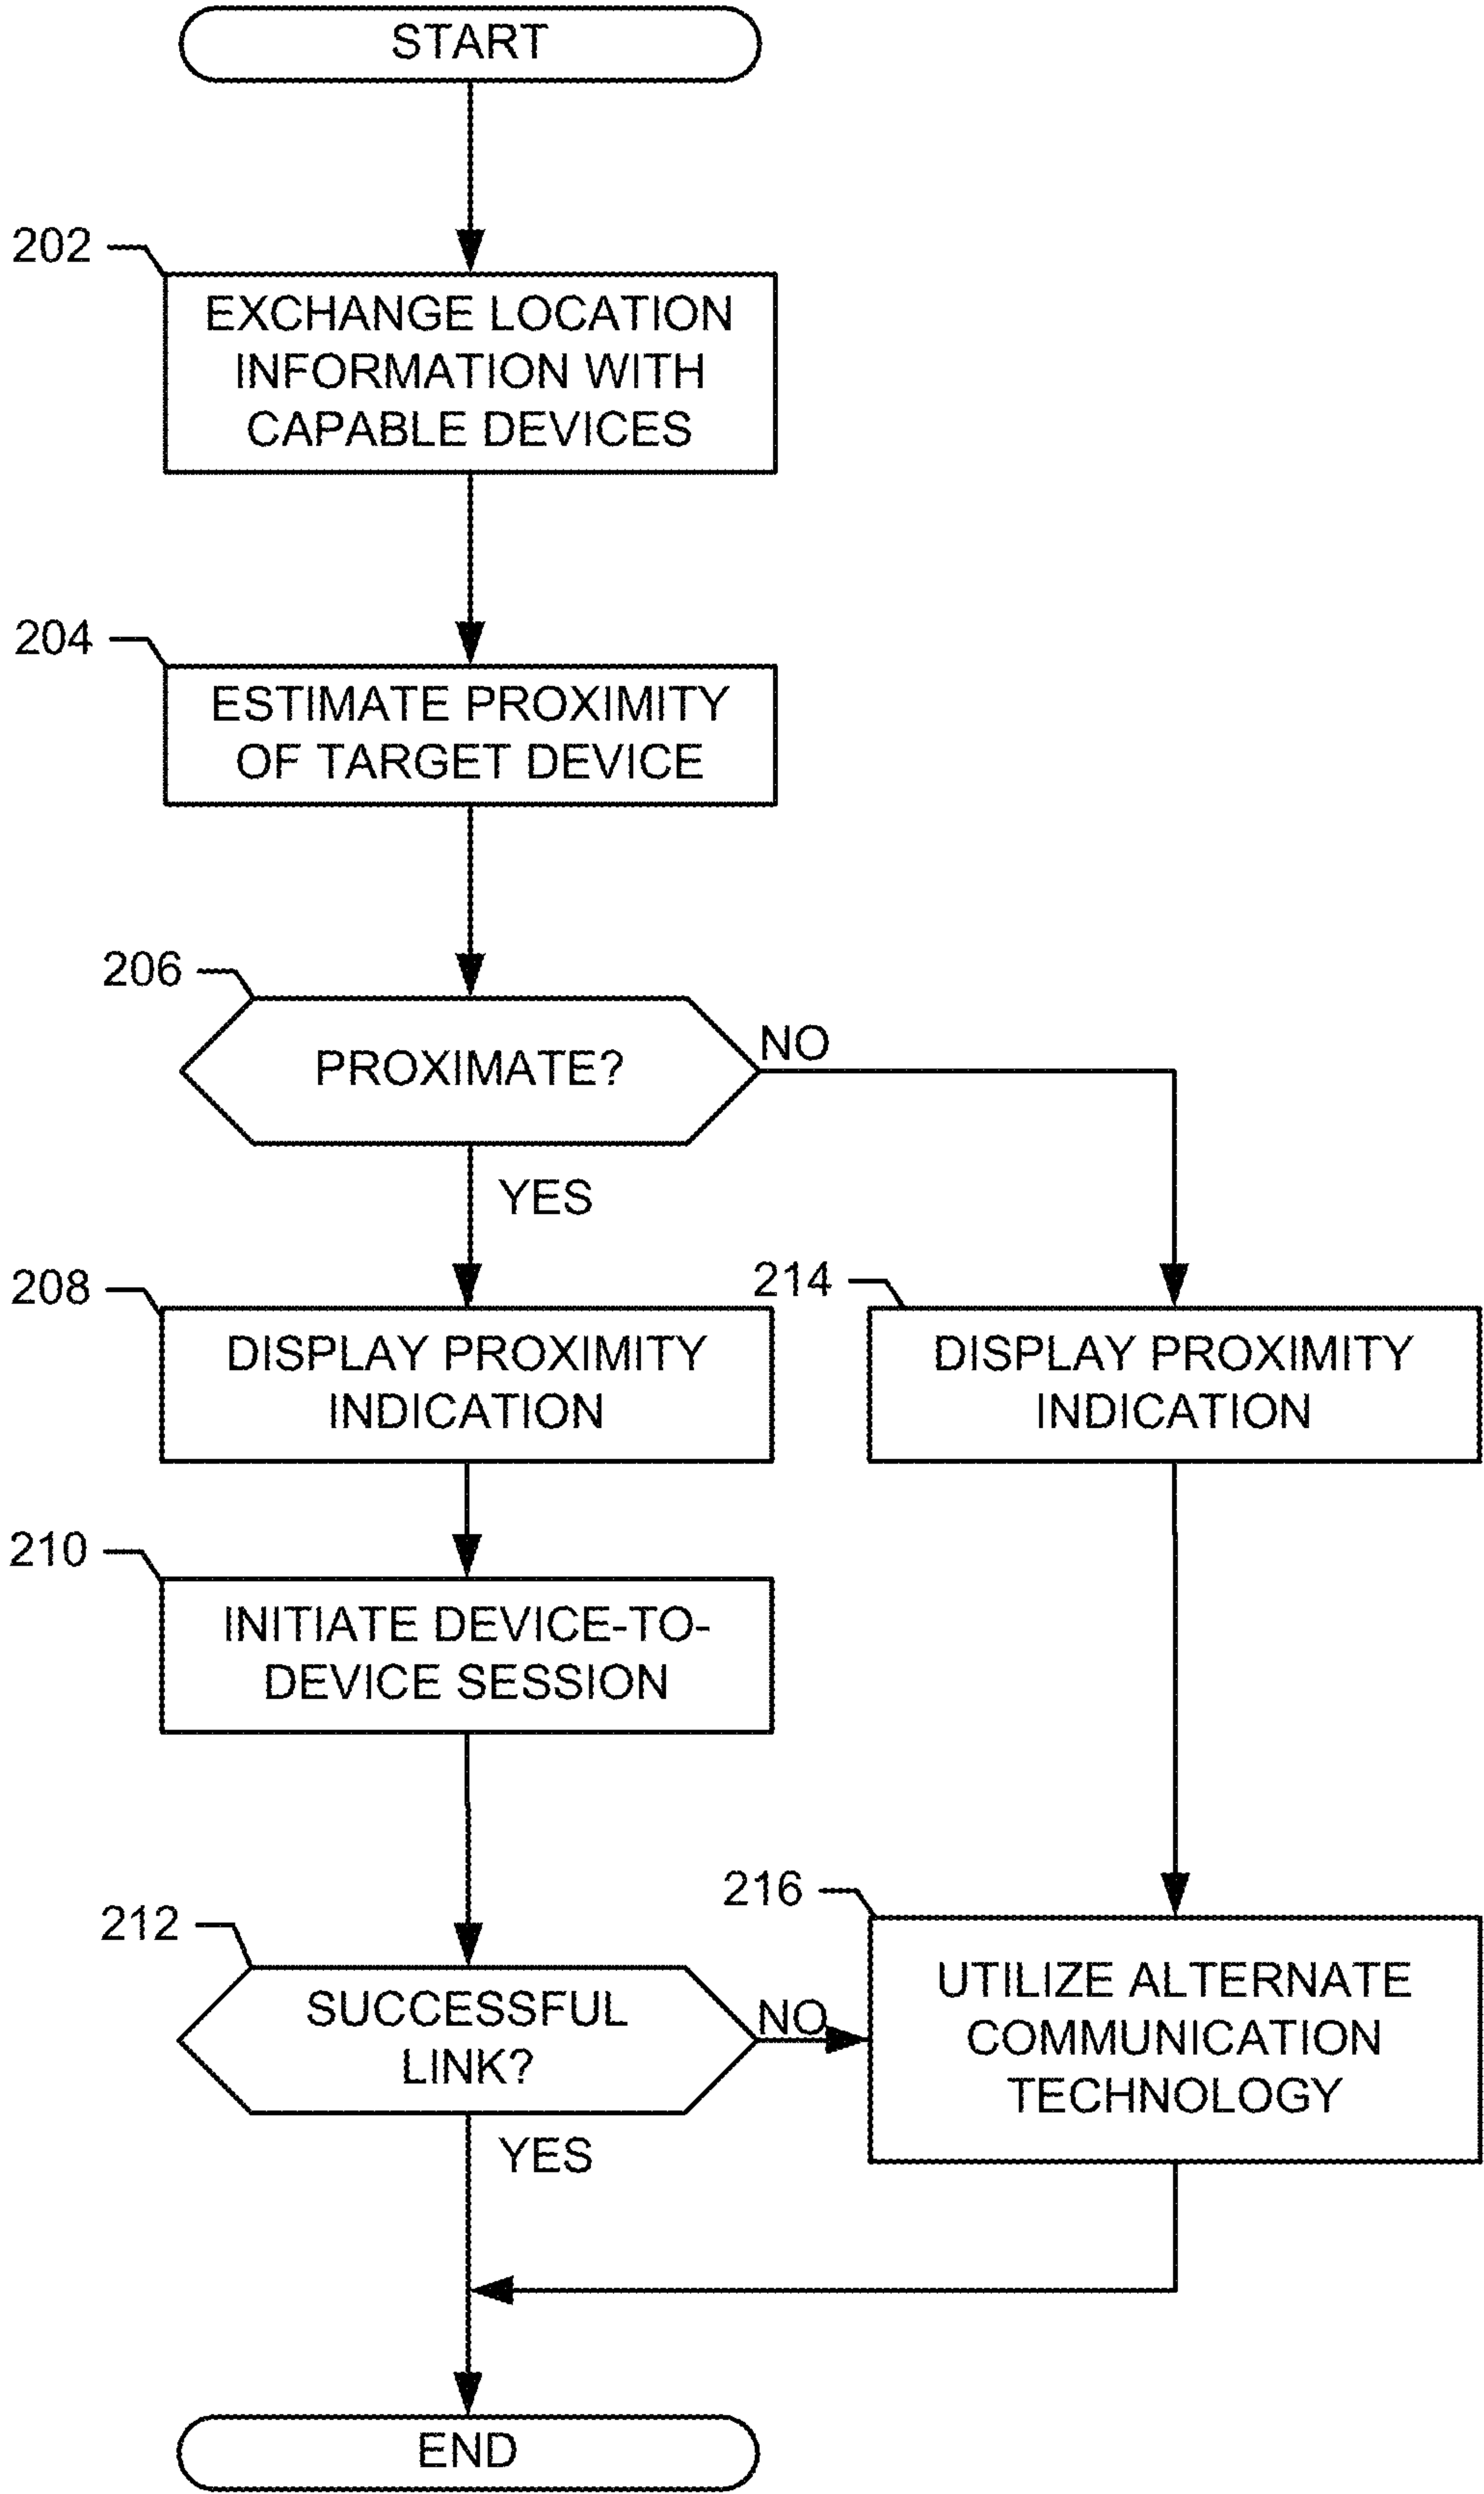 START
202
EXCHANGE LOCATION
INFORMATION WITH
CAPABLE DEVICES
204
ESTIMATE PROXIMITY
OF TARGET DEVICE
206
PROXIMATE?
NO
YES
208
DISPLAY PROXIMITY
INDICATION
214
DISPLAY PROXIMITY
INDICATION
210
INITIATE DEVICE-TO-
DEVICE SESSION
212
SUCCESSFUL
LINK?
NO
YES
216
UTILIZE ALTERNATE
COMMUNICATION
TECHNOLOGY
END